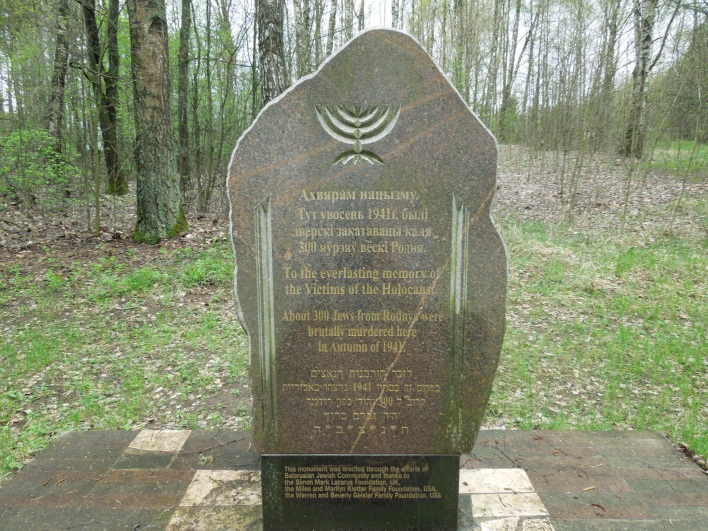 Ахвярам нацызму.
Тут увосень 1941г. былі
зверскі закатаваны каля
300 яўрэяў вёскі Родня.
To the everlasting memory of
the Victims of the Holocaust.
About 300 Jews from Rodnya were
brutally murdered here
in Autumn of 1941.
לזכר קורבנות הנאצים
במקום זה בסתיו 1941 נרצחו באכזריות
קרוב ל 300
יהי זכרם ברוך
ת.נ.צ.ב.ה.
This monument was erected through the efforts of
Belarusian Jewish Community and thanks to
the Simon Mark Lazarus Foundation, UK,
the Miles and Marilyn Kletter Family Foundation, USA,
the Warren and Beverly Geisler Family Foundation, USA